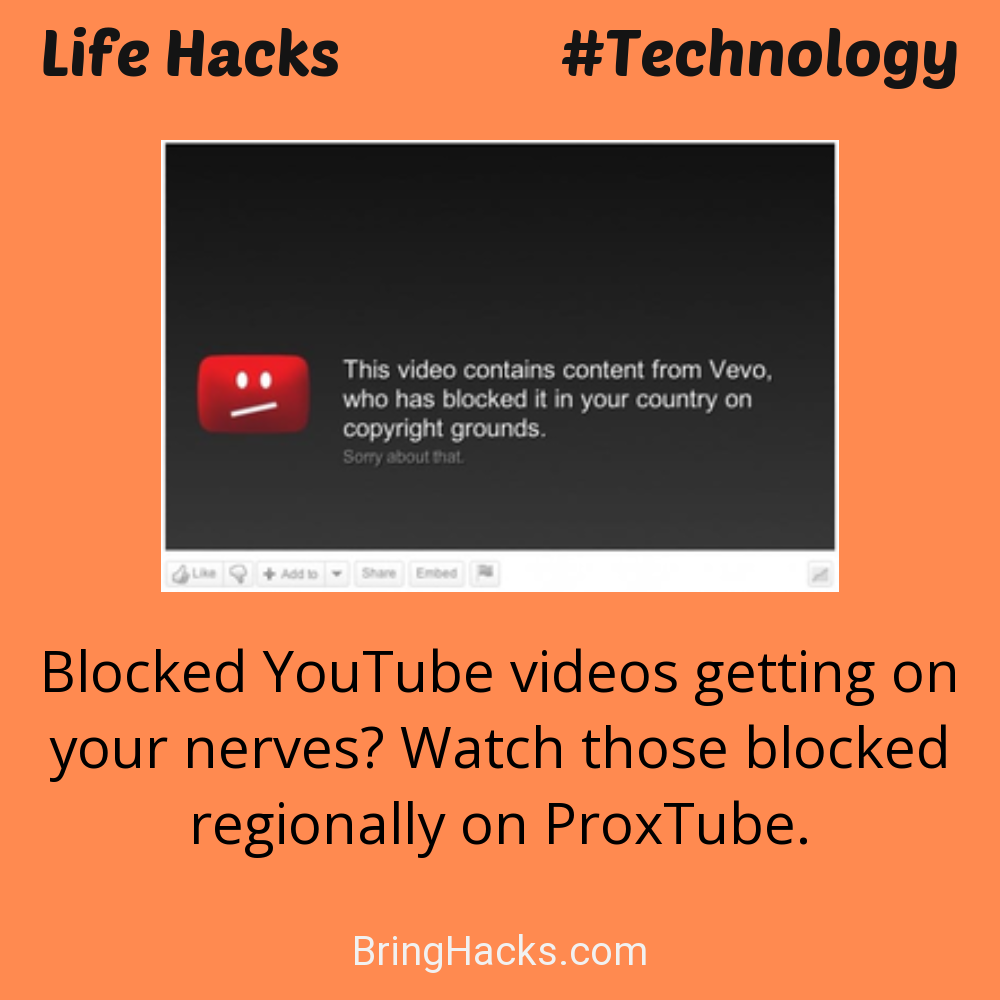 Life Hacks #Technology
This video contains content from Vevo,
who has blocked it in your country on
copyright grounds.
Sorry about that.
Like Add to Share Embed
Blocked YouTube videos getting on
your nerves? Watch those blocked
regionally on ProxTube.
BringHacks.com